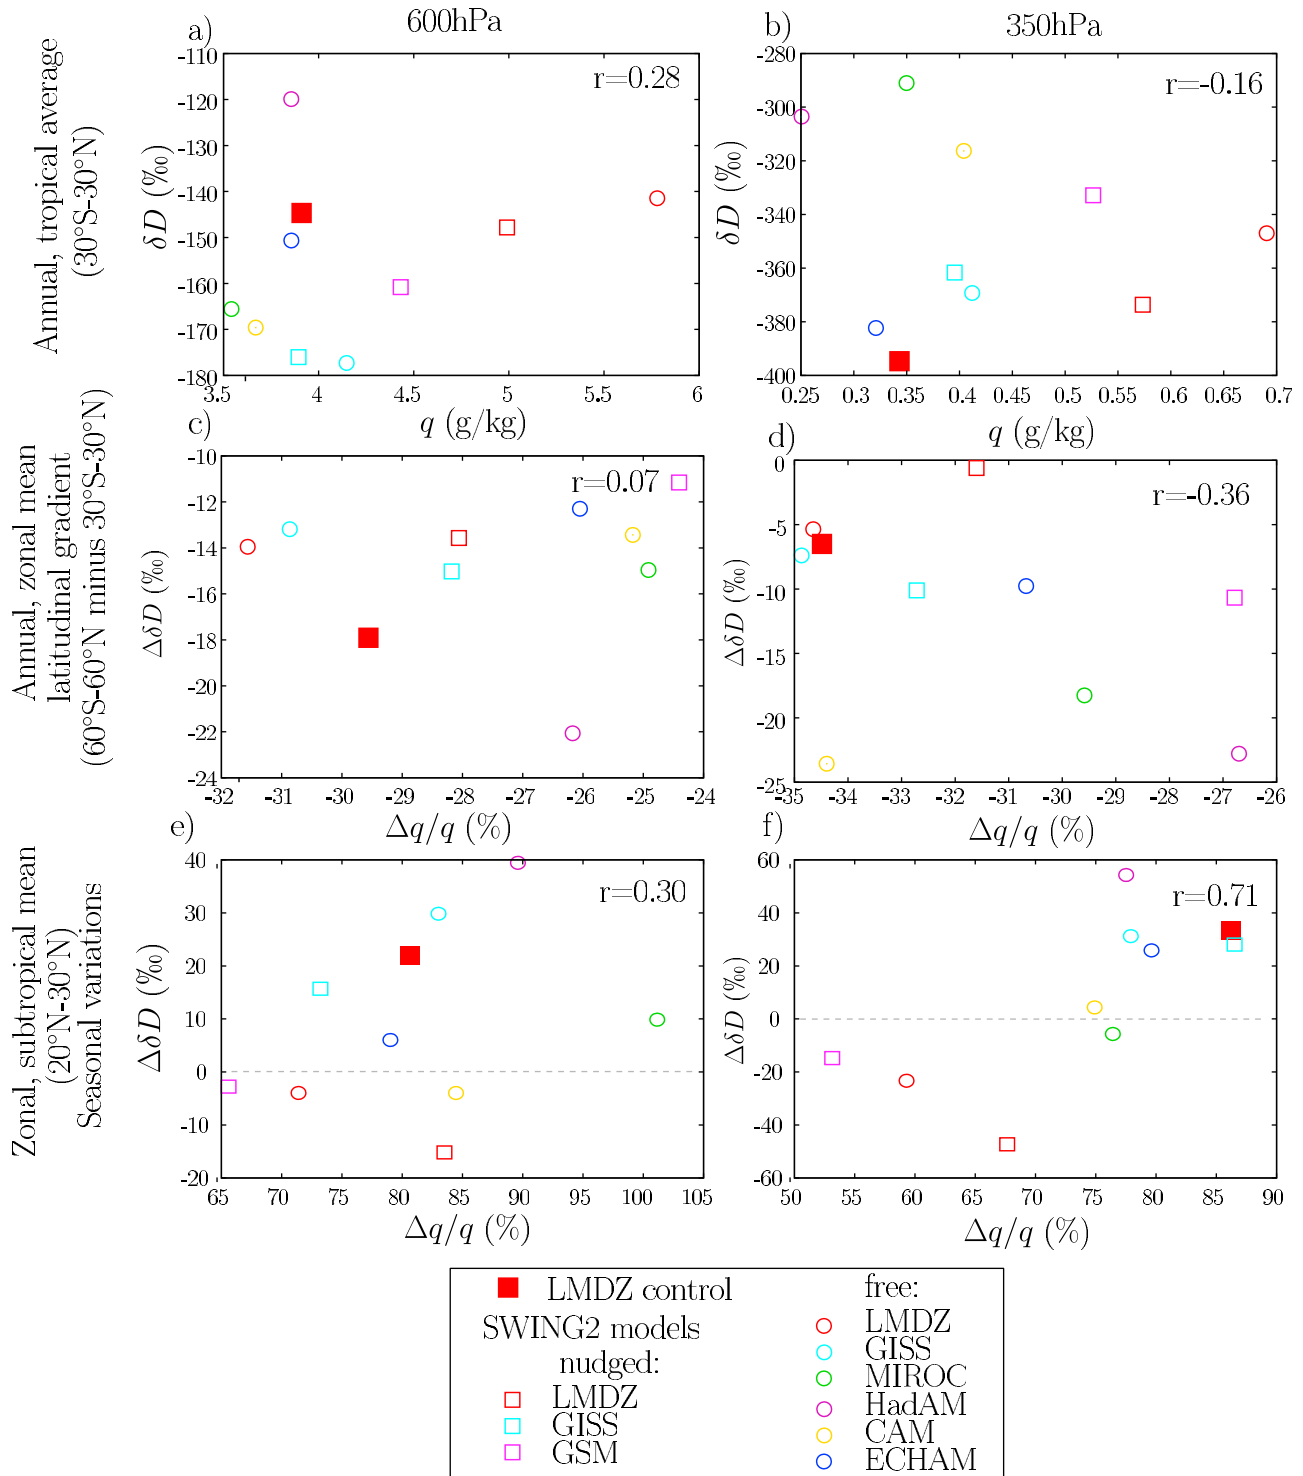 600hPa
350hPa
a)
b)
Annual, tropical average
(30°S-30°N)
δD (‰)
-110
-120
-130
-140
-150
-160
-170
-180
r=0.28
3.5
4
4.5
5
5.5
6
q (g/kg)
δD (‰)
-280
-300
-320
-340
-360
-380
-400
r=-0.16
0.25
0.3
0.35
0.4
0.45
0.5
0.55
0.6
0.65
0.7
q (g/kg)
c)
d)
Annual, zonal mean
latitudinal gradient
(60°S-60°N minus 30°S-30°N)
ΔδD (‰)
-10
-12
-14
-16
-18
-20
-22
-24
r=0.07
-32
-31
-30
-29
-28
-27
-26
-25
-24
Δq/q (%)
ΔδD (‰)
0
-5
-10
-15
-20
-25
r=-0.36
-35
-34
-33
-32
-31
-30
-29
-28
-27
-26
Δq/q (%)
e)
f)
Zonal, subtropical mean
(20°N-30°N)
Seasonal variations
ΔδD (‰)
40
30
20
10
0
-10
-20
r=0.30
65
70
75
80
85
90
95
100
105
Δq/q (%)
ΔδD (‰)
60
40
20
0
-20
-40
-60
r=0.71
50
55
60
65
70
75
80
85
90
Δq/q (%)
LMDZ control
SWING2 models
nudged:
LMDZ
GISS
GSM
free:
LMDZ
GISS
MIROC
HadAM
CAM
ECHAM